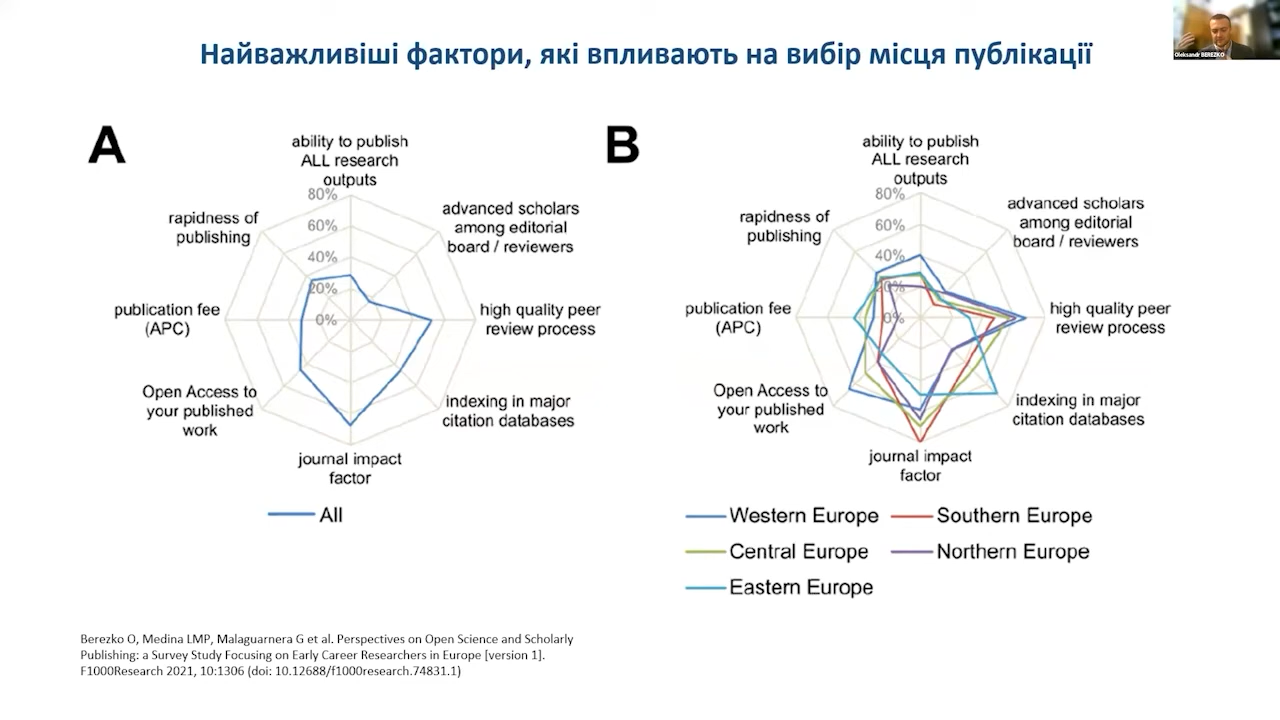 Oleksandr BEREZKO
Найважливіші фактори, які впливають на вибір місця публікації
A
ability to publish
ALL research
outputs
80%
60%
40%
20%
0%
rapidness of
publishing
advanced scholars
among editorial
board / reviewers
publication fee
(APC)
high quality peer
review process
Open Access to
your published
work
indexing in major
citation databases
journal impact
factor
All
B
ability to publish
ALL research
outputs
80%
60%
40%
20%
0%
rapidness of
publishing
advanced scholars
among editorial
board / reviewers
publication fee
(APC)
high quality peer
review process
Open Access to
your published
work
indexing in major
citation databases
journal impact
factor
Western Europe
Southern Europe
Central Europe
Northern Europe
Eastern Europe
Berezko O, Medina LMP, Malaguarnera G et al. Perspectives on Open Science and Scholarly
Publishing: a Survey Study Focusing on Early Career Researchers in Europe [version 1].
F1000Research 2021, 10:1306 (doi: 10.12688/f1000research.74831.1)